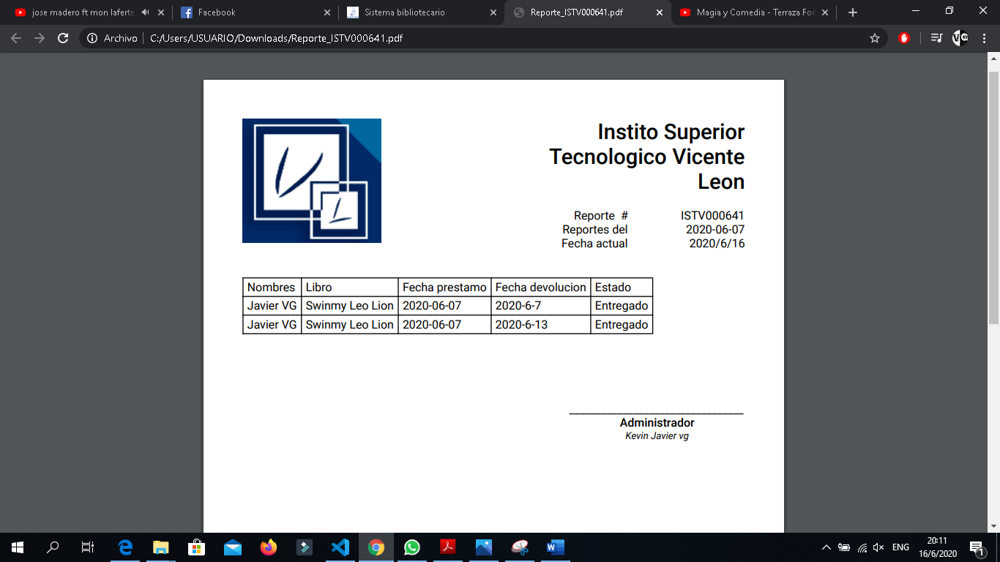 jose madero ft mon laferte
Facebook
Sistema bibliotecario
Reporte_ISTV000641.pdf
Magia y Comedia - Terraza Foc
Archivo
C:/Users/USUARIO/Downloads/Reporte_ISTV000641.pdf
Instito Superior
Tecnologico Vicente
Leon
Reporte # ISTV000641
Reportes del 2020-06-07
Fecha actual 2020/6/16
Nombres Libro Fecha prestamo Fecha devolucion Estado
Javier VG Swinmy Leo Lion 2020-06-07 2020-6-7 Entregado
Javier VG Swinmy Leo Lion 2020-06-07 2020-6-13 Entregado
Administrador
Kevin Javier vg
ENG
20:11
16/6/2020
1